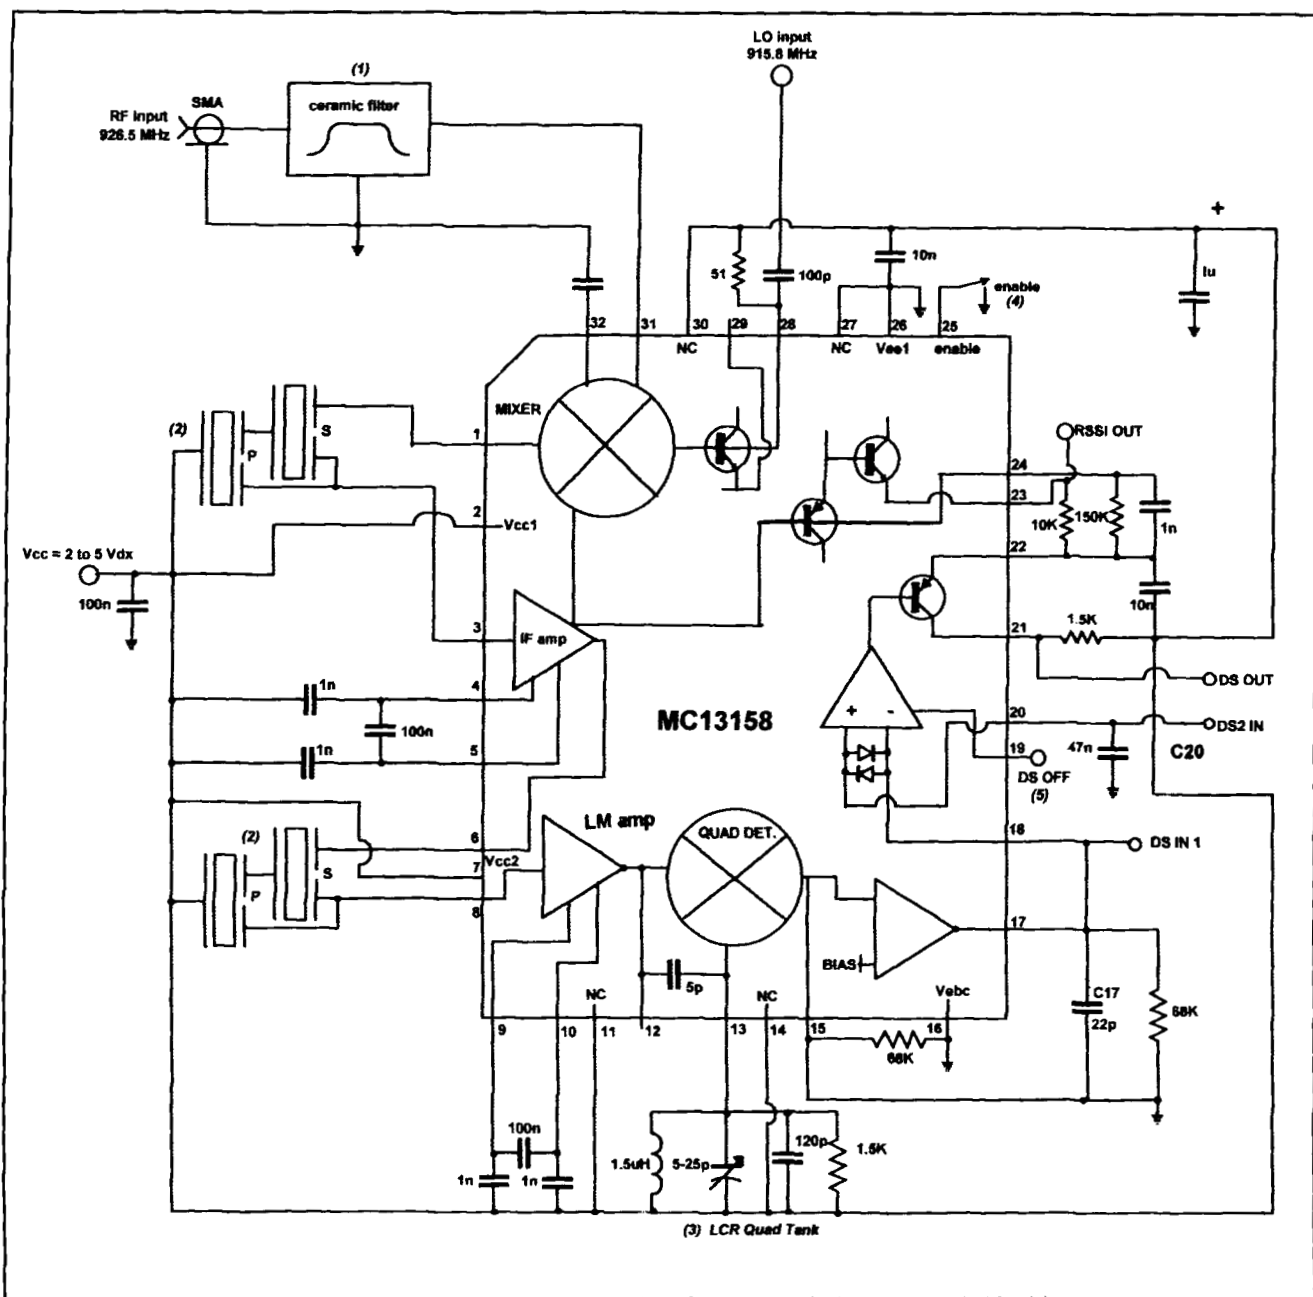 LO input
915.8 MHz
(1)
SMA
ceramic filter
RF Input
926.5 MHz
+
51
100p
10n
enable
(4)
Iu
32
31
30
29
28
27
26
25
NC
NC
Vee1
enable
MIXER
(2)
P
S
1
RSSI OUT
24
23
10K
150K
1n
2
Vcc1
22
Vcc = 2 to 5 Vdx
100n
10n
3
IF amp
21
1.5K
1n
4
DS OUT
100n
MC13158
+
-
20
DS2 IN
1n
5
19
47n
C20
DS OFF
(5)
LM amp
QUAD DET.
18
DS IN 1
(2)
P
S
6
7
Vcc2
8
17
BIAS
5p
NC
NC
Vebc
C17
22p
68K
9
10
11
12
13
14
15
16
68K
100n
1n
1n
1.5uH
5-25p
120p
1.5K
(3) LCR Quad Tank